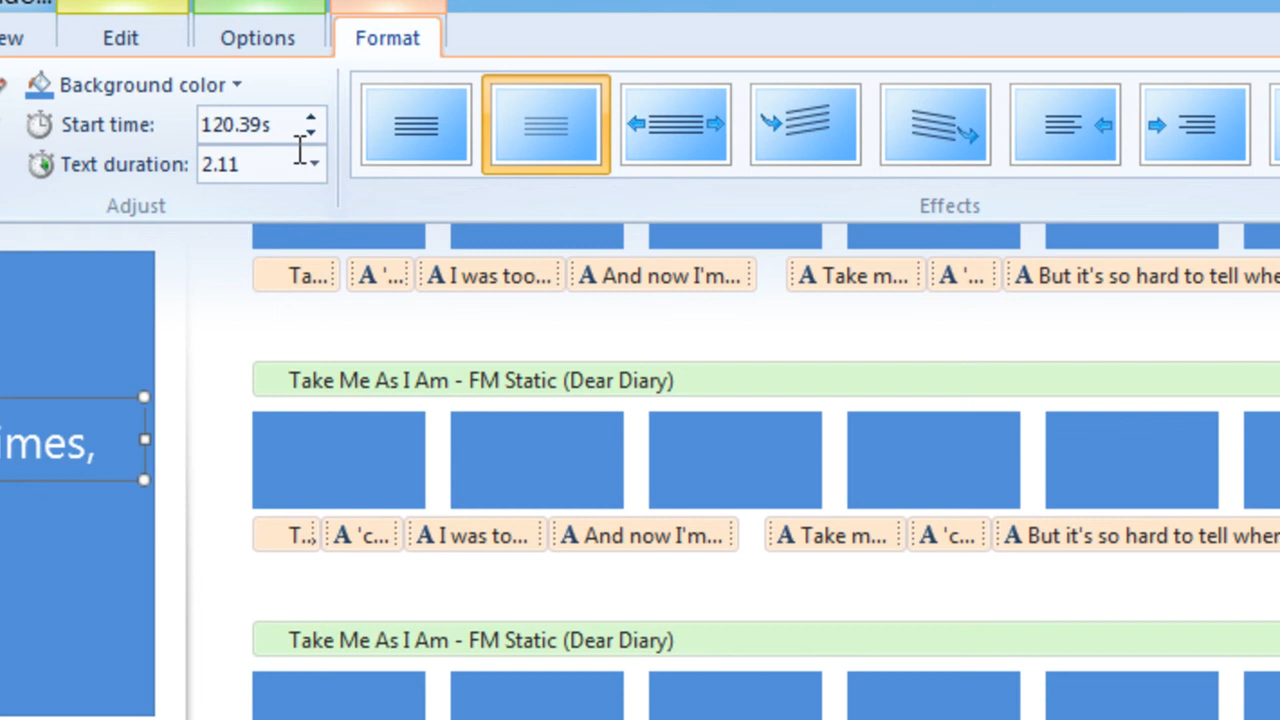 ew Edit Options Format
Background color
Start time: 120.39s
Text duration: 2.11
Adjust Effects
Ta... A '... A I was too... A And now I'm... A Take m... A '... A But it's so hard to tell whe
Take Me As I Am - FM Static (Dear Diary)
imes,
T... A 'c... A I was to... A And now I'm... A Take m... A 'c... A But it's so hard to tell wher
Take Me As I Am - FM Static (Dear Diary)